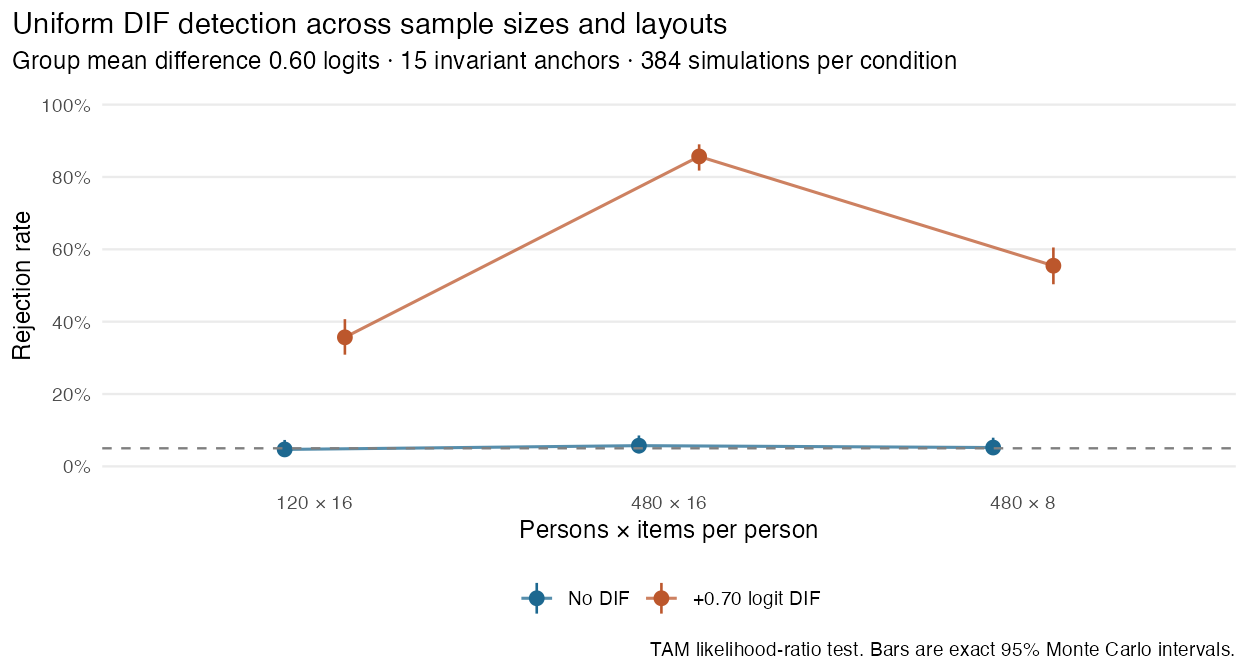 Uniform DIF detection across sample sizes and layouts
Group mean difference 0.60 logits · 15 invariant anchors · 384 simulations per condition
100%
80%
60%
40%
20%
0%
Rejection rate
120 × 16
480 × 16
480 × 8
Persons × items per person
No DIF
+0.70 logit DIF
TAM likelihood-ratio test. Bars are exact 95% Monte Carlo intervals.